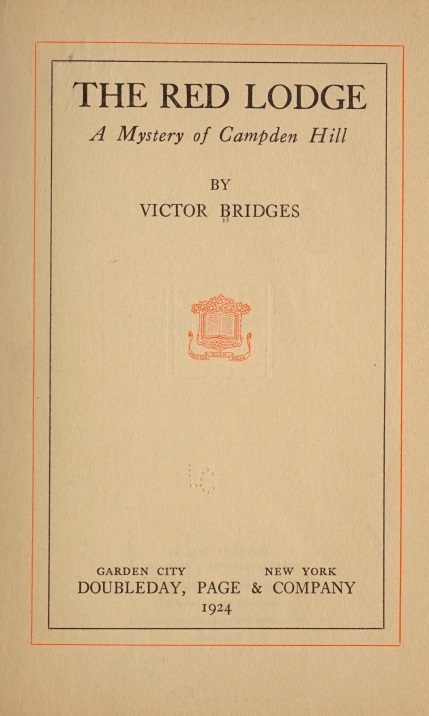 THE RED LODGE
A Mystery of Campden Hill
BY
VICTOR BRIDGES
GARDEN CITY NEW YORK
DOUBLEDAY, PAGE & COMPANY
1924